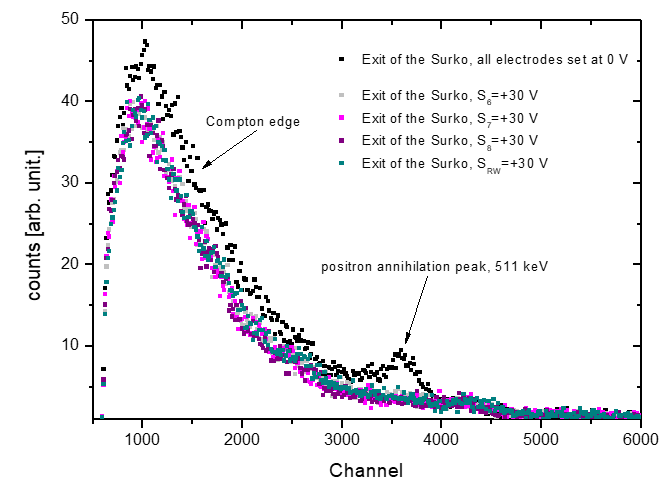 50
40
30
20
10
counts [arb. unit.]
Exit of the Surko, all electrodes set at 0 V
Exit of the Surko, S6=+30 V
Exit of the Surko, S7=+30 V
Exit of the Surko, S8=+30 V
Exit of the Surko, SRW=+30 V
Compton edge
positron annihilation peak, 511 keV
1000 2000 3000 4000 5000 6000
Channel